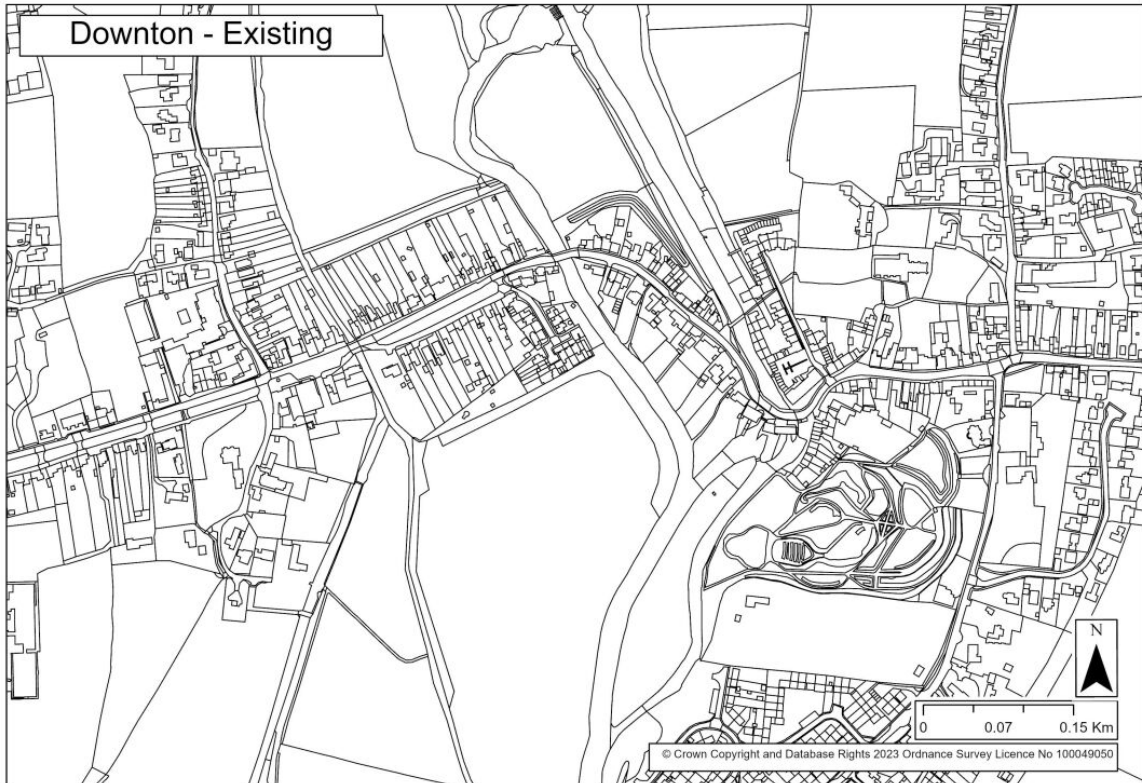 Downton - Existing
N
0 0.07 0.15 Km
© Crown Copyright and Database Rights 2023 Ordnance Survey Licence No 100049050